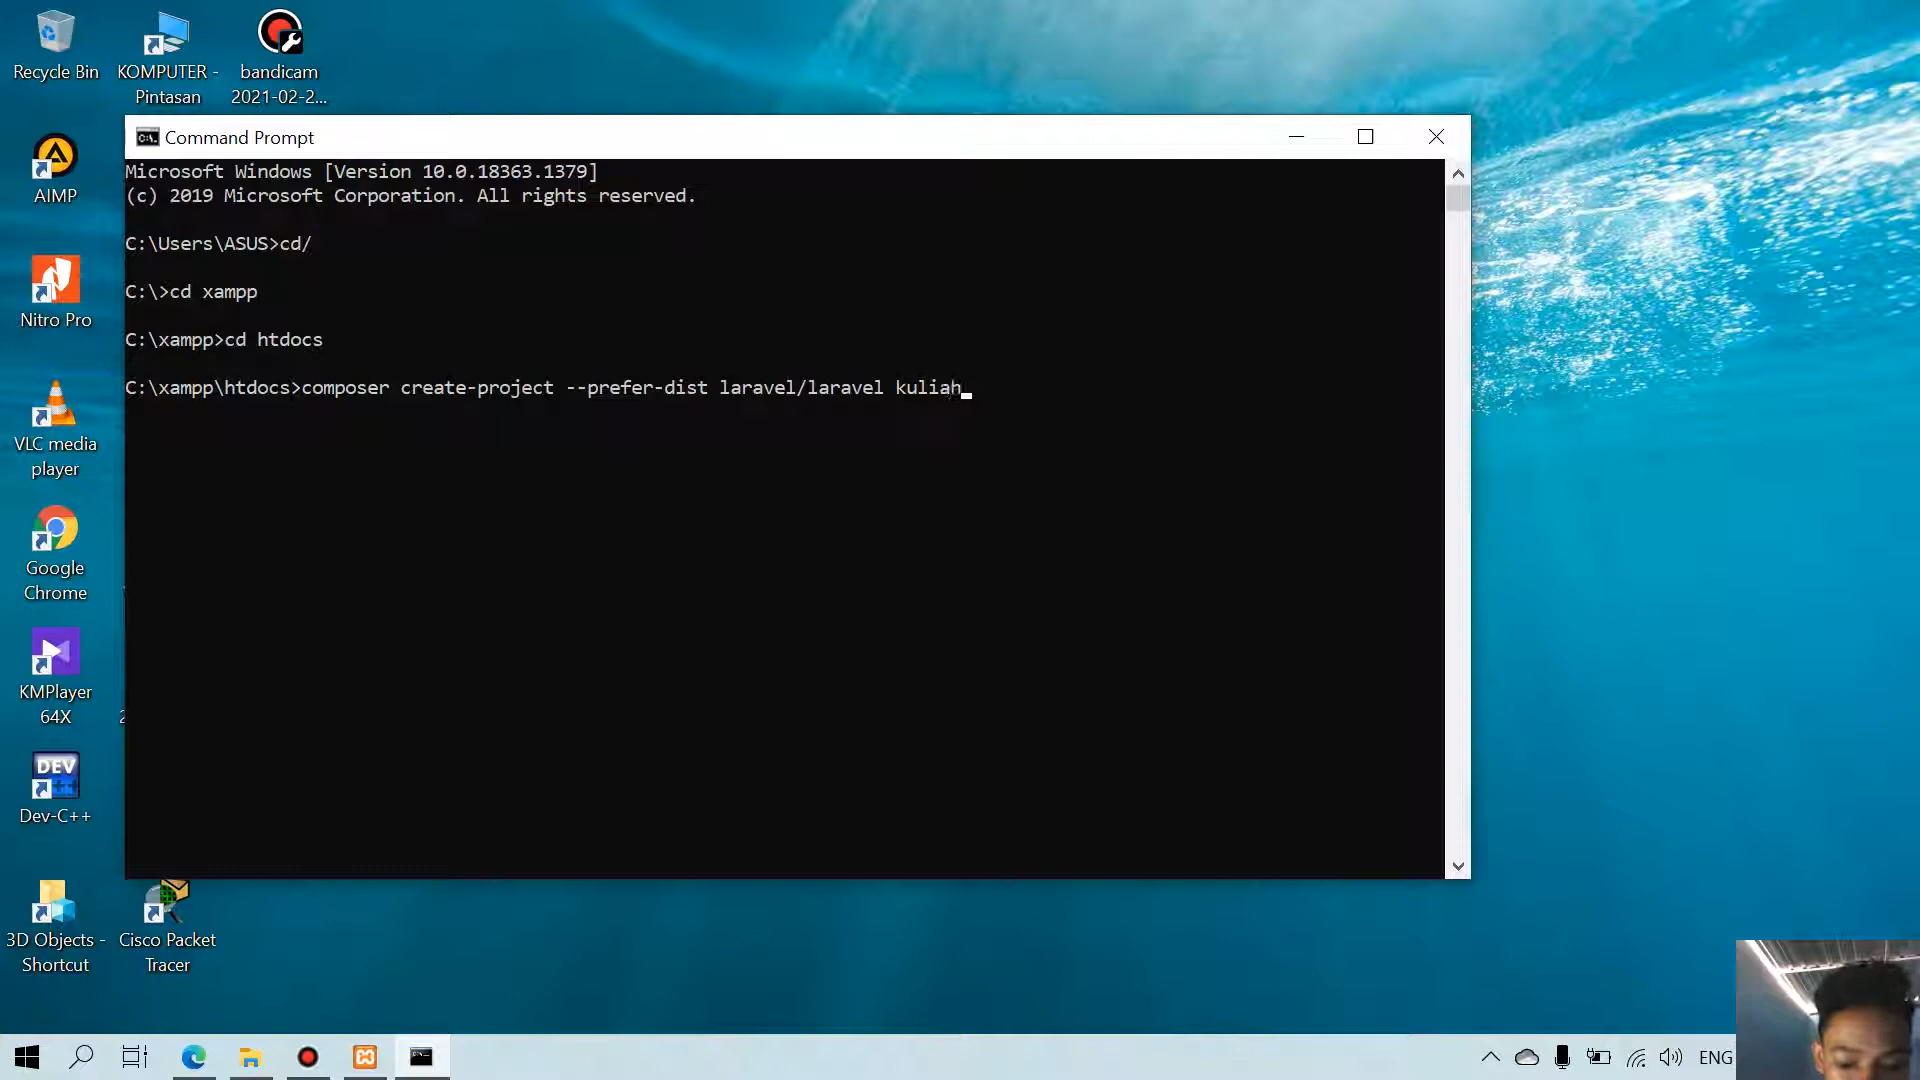 Recycle Bin
KOMPUTER -
Pintasan
bandicam
2021-02-2...
AIMP
Nitro Pro
VLC media
player
Google
Chrome
KMPlayer
64X
DEV
Dev-C++
3D Objects -
Shortcut
Cisco Packet
Tracer
Command Prompt
Microsoft Windows [Version 10.0.18363.1379]
(c) 2019 Microsoft Corporation. All rights reserved.
C:\Users\ASUS>cd/
C:\>cd xampp
C:\xampp>cd htdocs
C:\xampp\htdocs>composer create-project --prefer-dist laravel/laravel kuliah
ENG